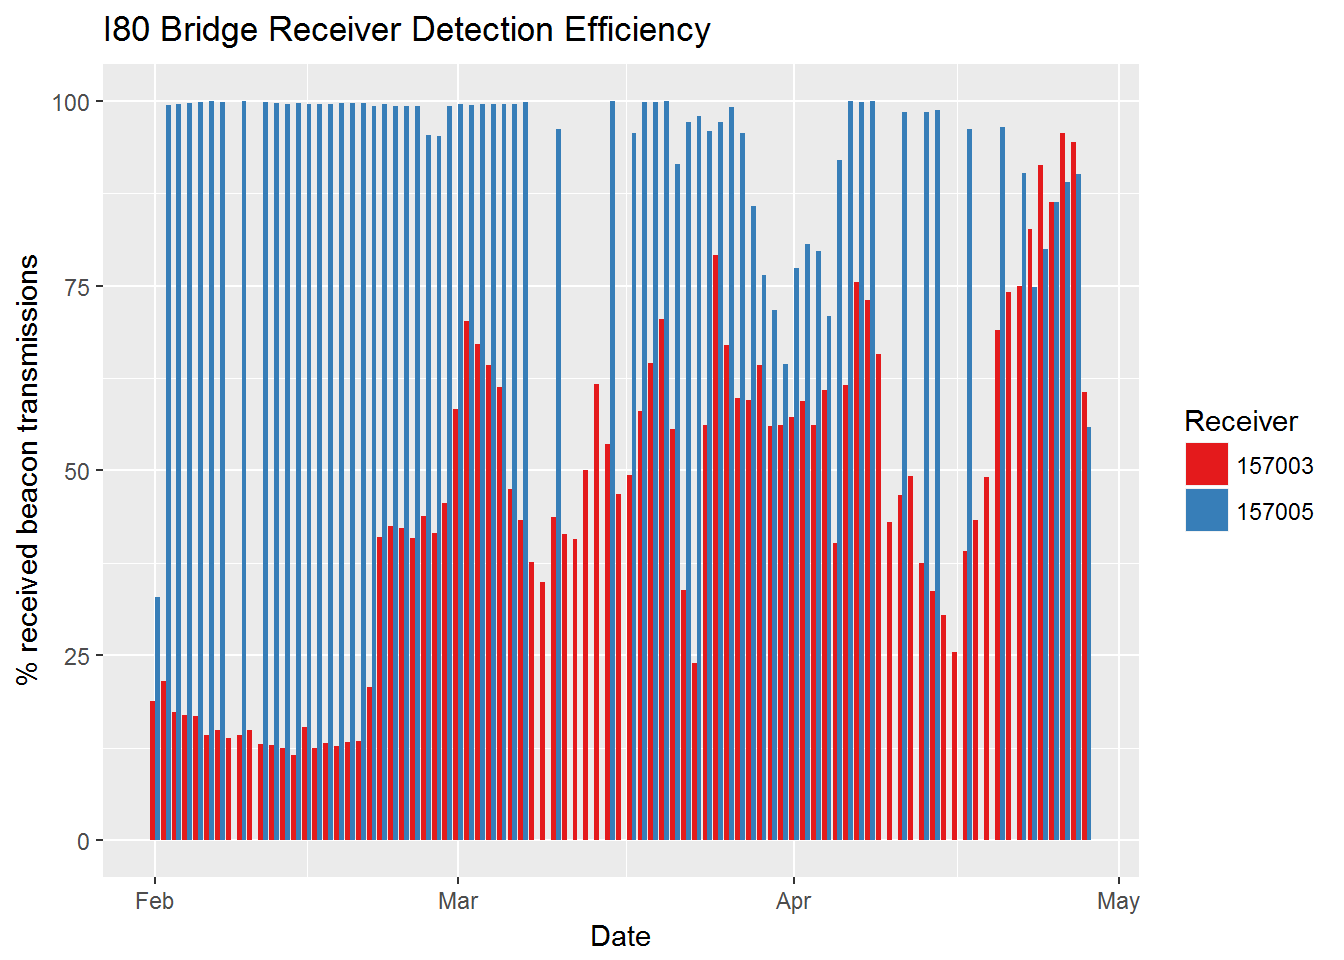 I80 Bridge Receiver Detection Efficiency
% received beacon transmissions
100
75
50
25
0
Feb
Mar
Apr
May
Date
Receiver
157003
157005